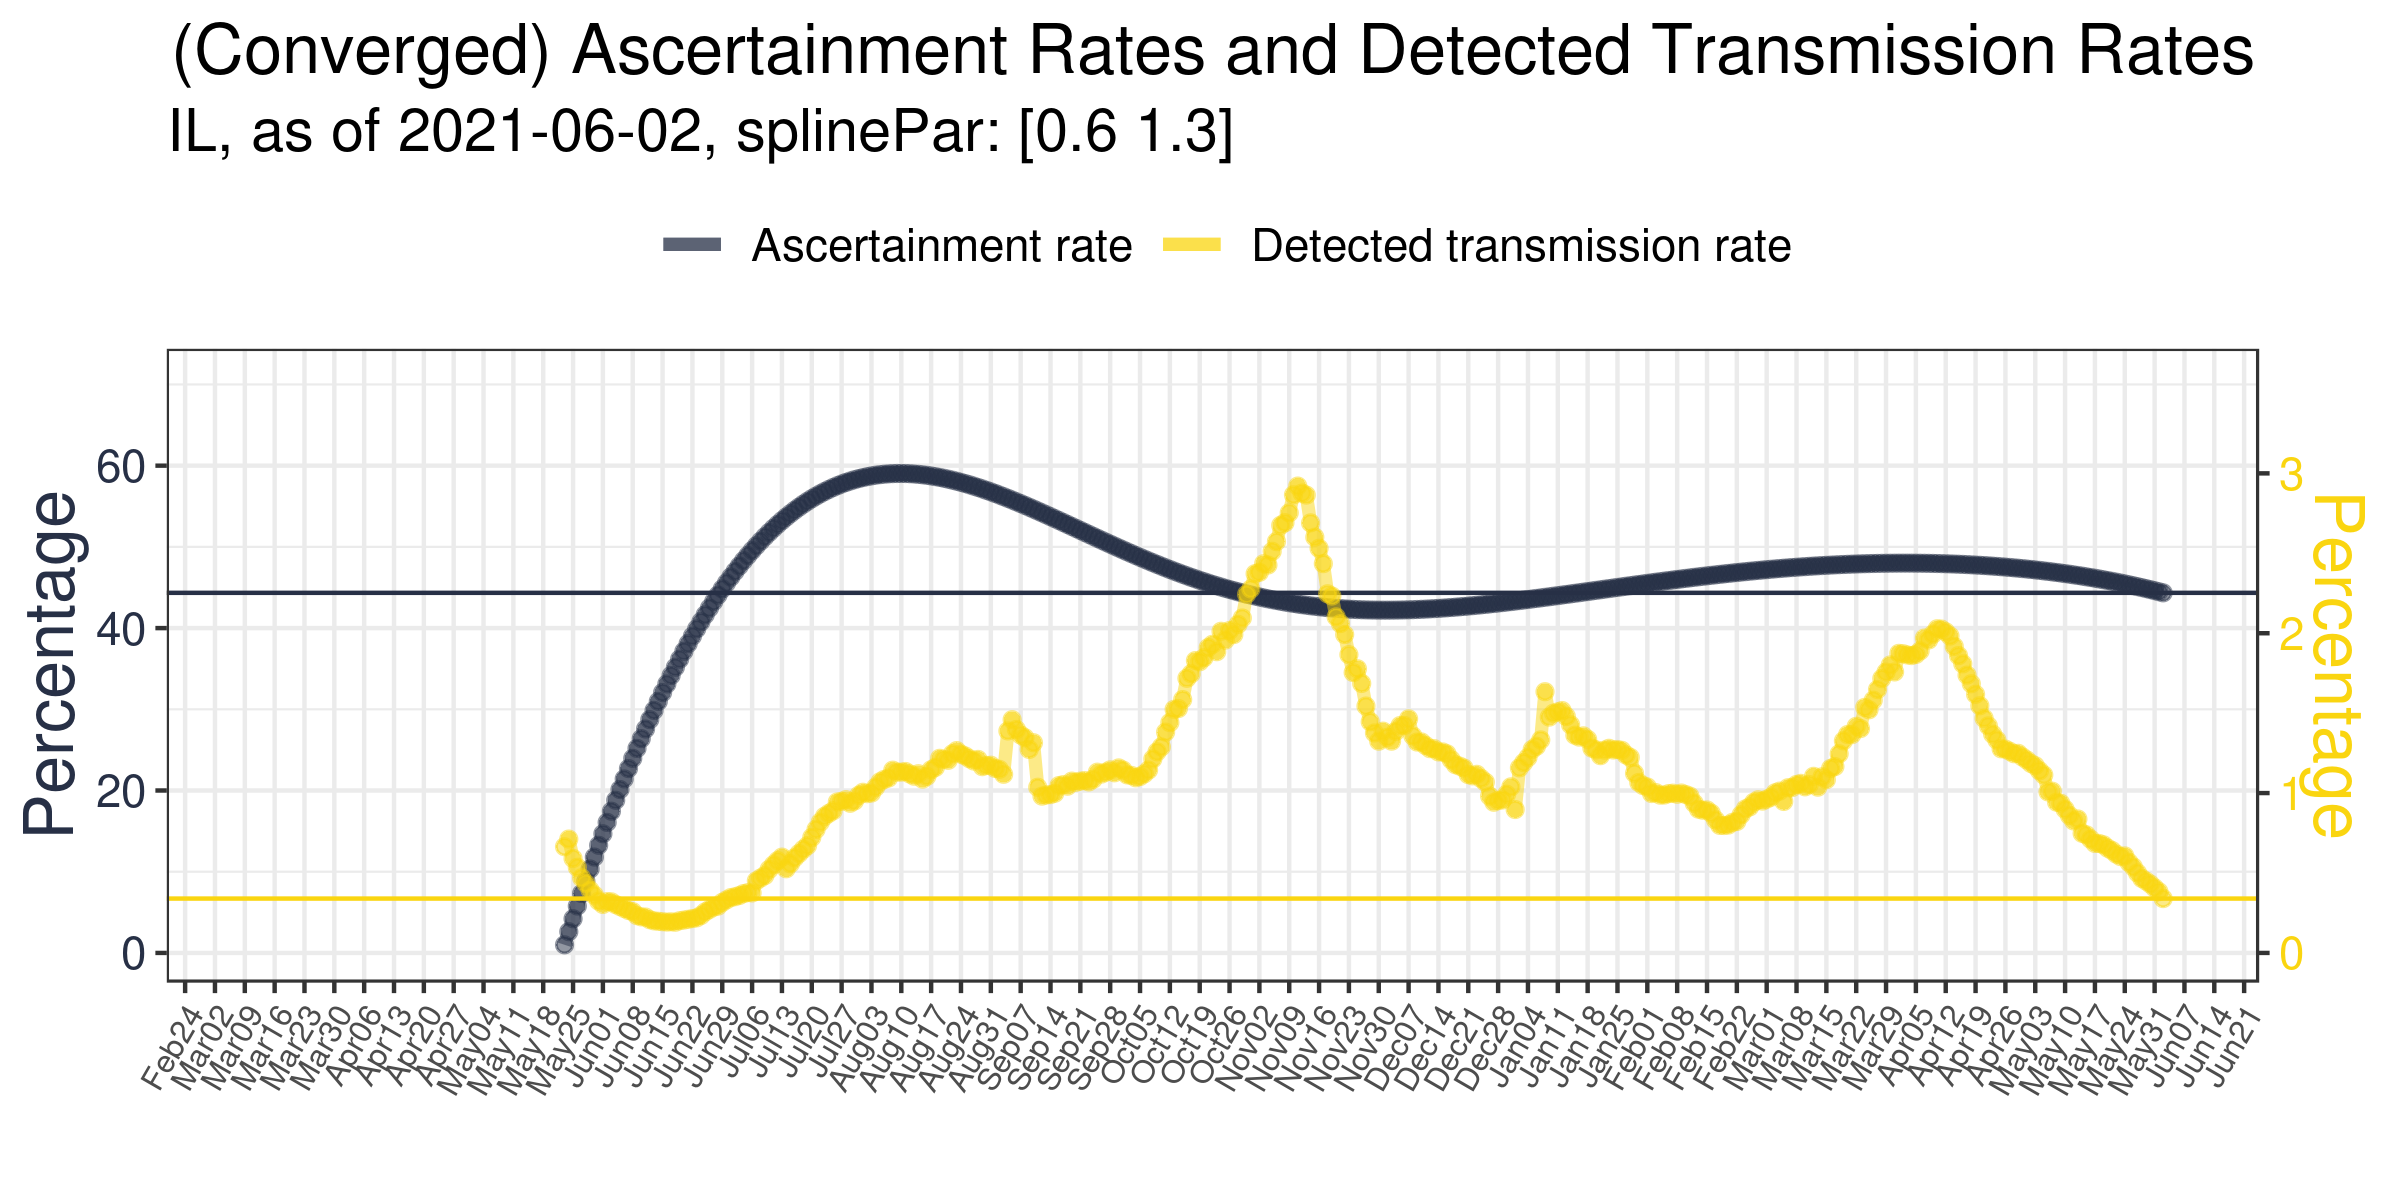 (Converged) Ascertainment Rates and Detected Transmission Rates
IL, as of 2021-06-02, splinePar: [0.6 1.3]
Ascertainment rate
Detected transmission rate
Percentage
60
40
20
0
3
2
1
0
Percentage
Feb24
Mar02
Mar09
Mar16
Mar23
Mar30
Apr06
Apr13
Apr20
Apr27
May04
May11
May18
May25
Jun01
Jun08
Jun15
Jun22
Jun29
Jul06
Jul13
Jul20
Jul27
Aug03
Aug10
Aug17
Aug24
Aug31
Sep07
Sep14
Sep21
Sep28
Oct05
Oct12
Oct19
Oct26
Nov02
Nov09
Nov16
Nov23
Nov30
Dec07
Dec14
Dec21
Dec28
Jan04
Jan11
Jan18
Jan25
Feb01
Feb08
Feb15
Feb22
Mar01
Mar08
Mar15
Mar22
Mar29
Apr05
Apr12
Apr19
Apr26
May03
May10
May17
May24
May31
Jun07
Jun14
Jun21